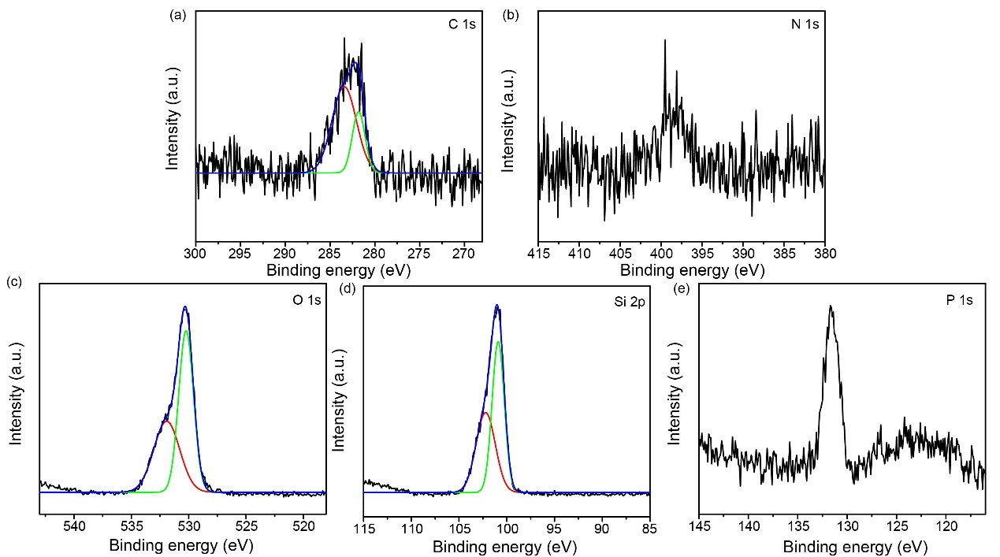 (a)
C 1s
Intensity (a.u.)
300 295 290 285 280 275 270
Binding energy (eV)
(b)
N 1s
Intensity (a.u.)
415 410 405 400 395 390 385 380
Binding energy (eV)
(c)
O 1s
Intensity (a.u.)
540 535 530 525 520
Binding energy (eV)
(d)
Si 2p
Intensity (a.u.)
115 110 105 100 95 90 85
Binding energy (eV)
(e)
P 1s
Intensity (a.u.)
145 140 135 130 125 120
Binding energy (eV)